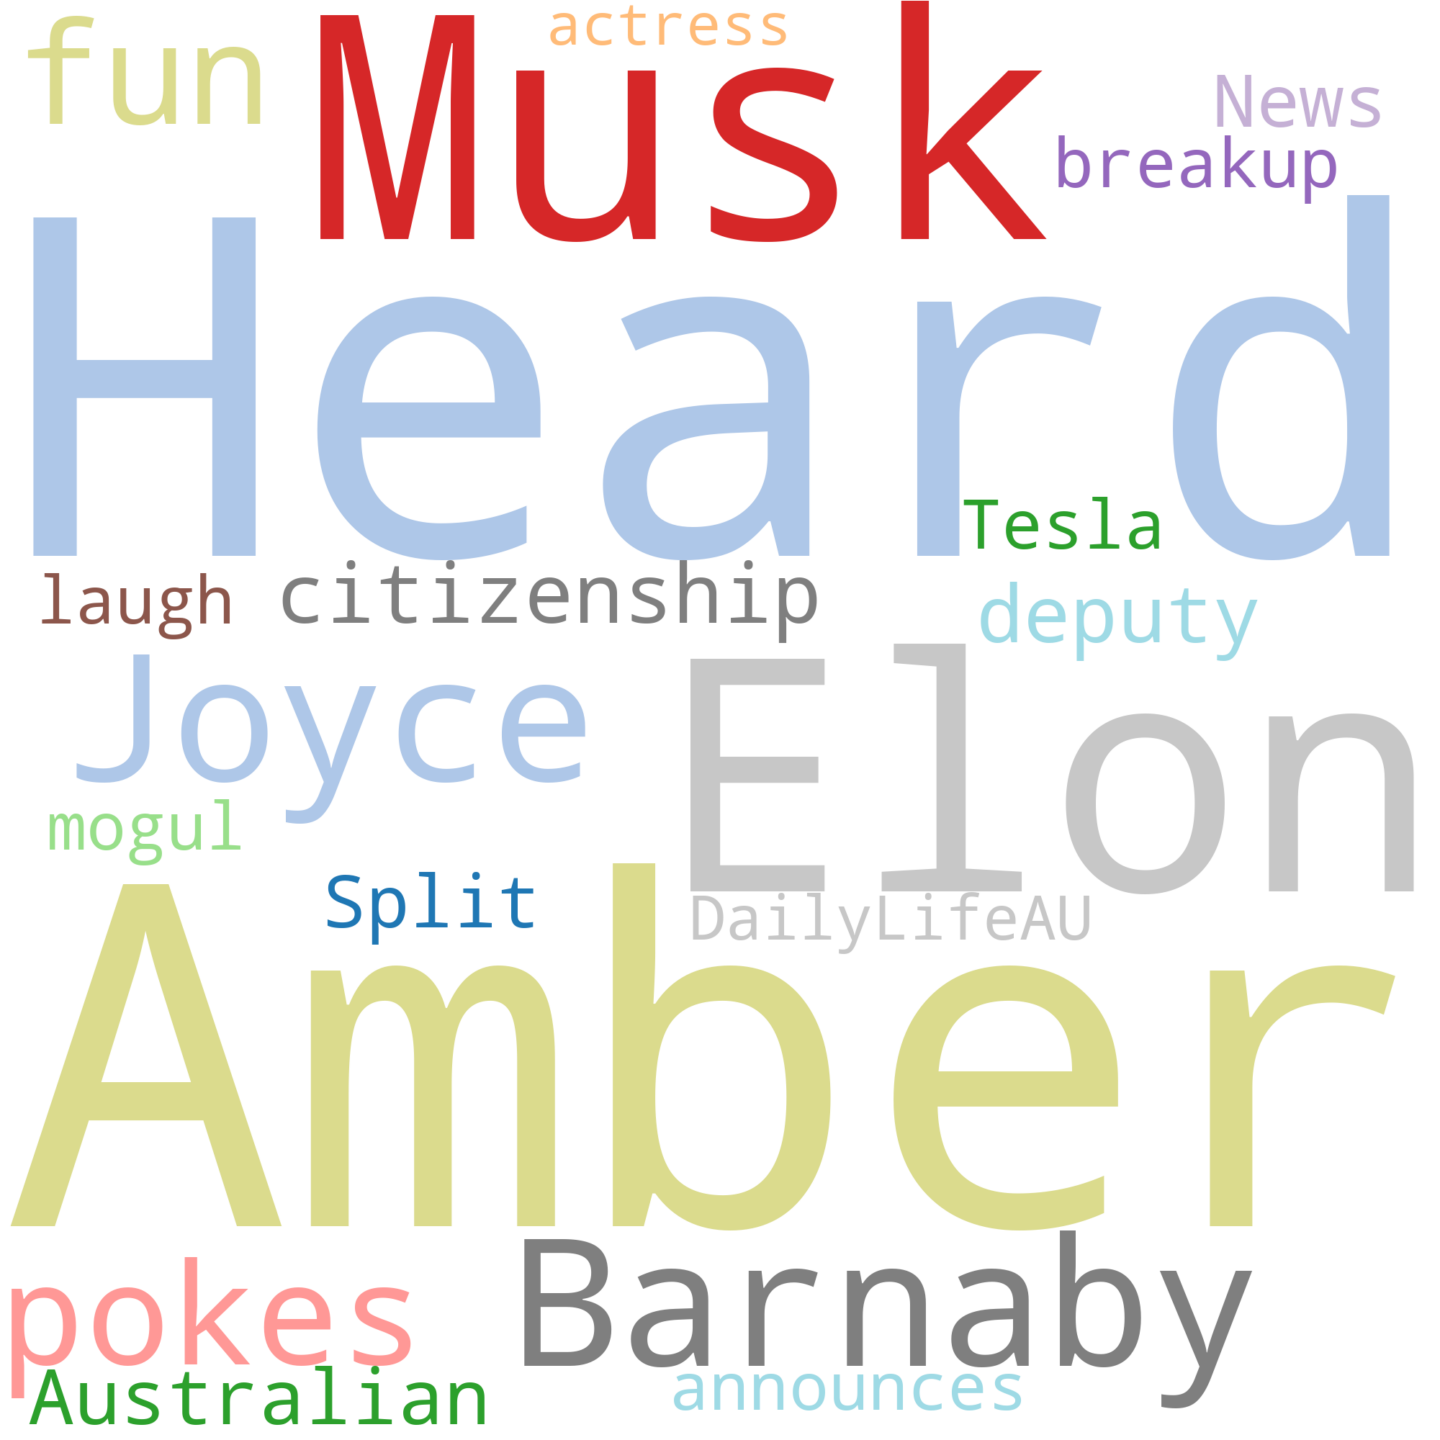 fun Musk actress
News
breakup
Heard
Tesla
laugh citizenship deputy
Joyce Elon
mogul
Split DailyLifeAU
Amber
pokes Barnaby
Australian announces